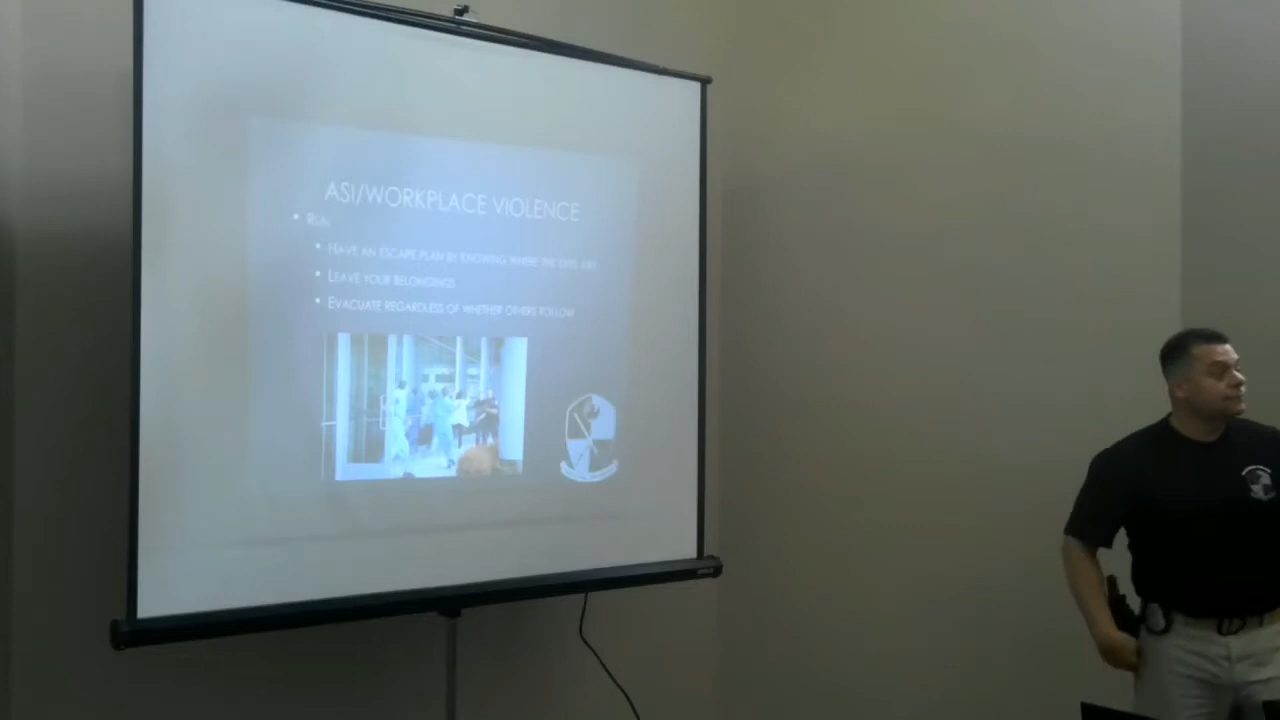 ASI/WORKPLACE VIOLENCE
• RUN
• HAVE AN ESCAPE PLAN BY KNOWING WHERE THE EXITS ARE
• LEAVE YOUR BELONGINGS
• EVACUATE REGARDLESS OF WHETHER OTHERS FOLLOW